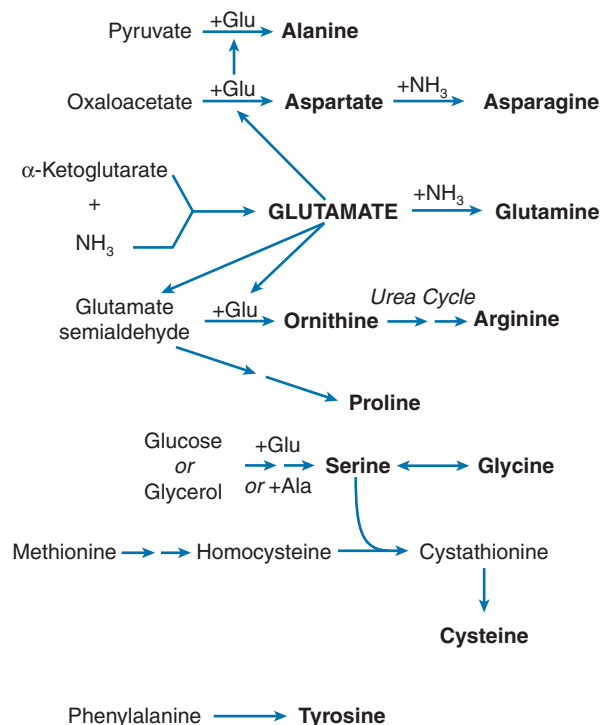 Pyruvate +Glu Alanine
Oxaloacetate +Glu Aspartate +NH₃ Asparagine
α-Ketoglutarate
+
NH₃
GLUTAMATE +NH₃ Glutamine
Glutamate
semialdehyde
+Glu Ornithine Urea Cycle Arginine
Proline
Glucose
or
Glycerol
+Glu
or +Ala
Serine Glycine
Methionine Homocysteine Cystathionine
Cysteine
Phenylalanine Tyrosine